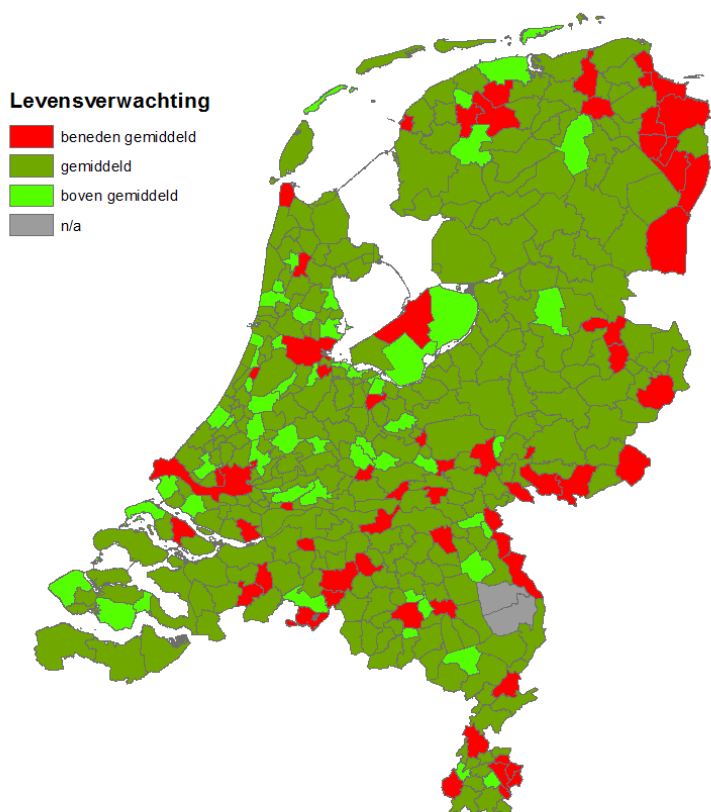 Levensverwachting
beneden gemiddeld
gemiddeld
boven gemiddeld
n/a